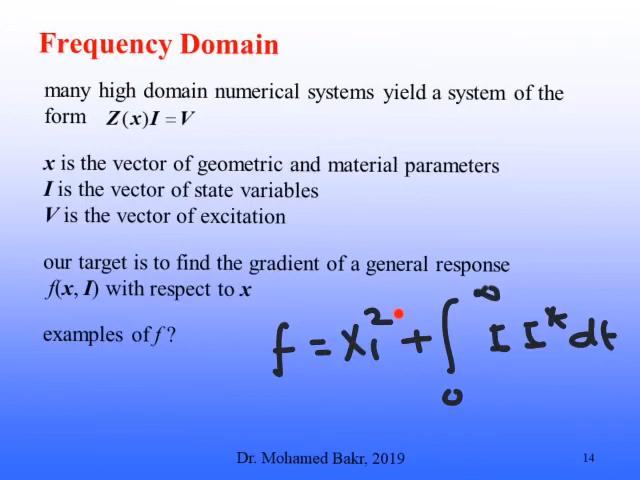 Frequency Domain
many high domain numerical systems yield a system of the
form Z(x)I = V
x is the vector of geometric and material parameters
I is the vector of state variables
V is the vector of excitation
our target is to find the gradient of a general response
f(x, I) with respect to x
examples of f ?
f = x₁² + ∫₀^∞ I I* dt
Dr. Mohamed Bakr, 2019
14